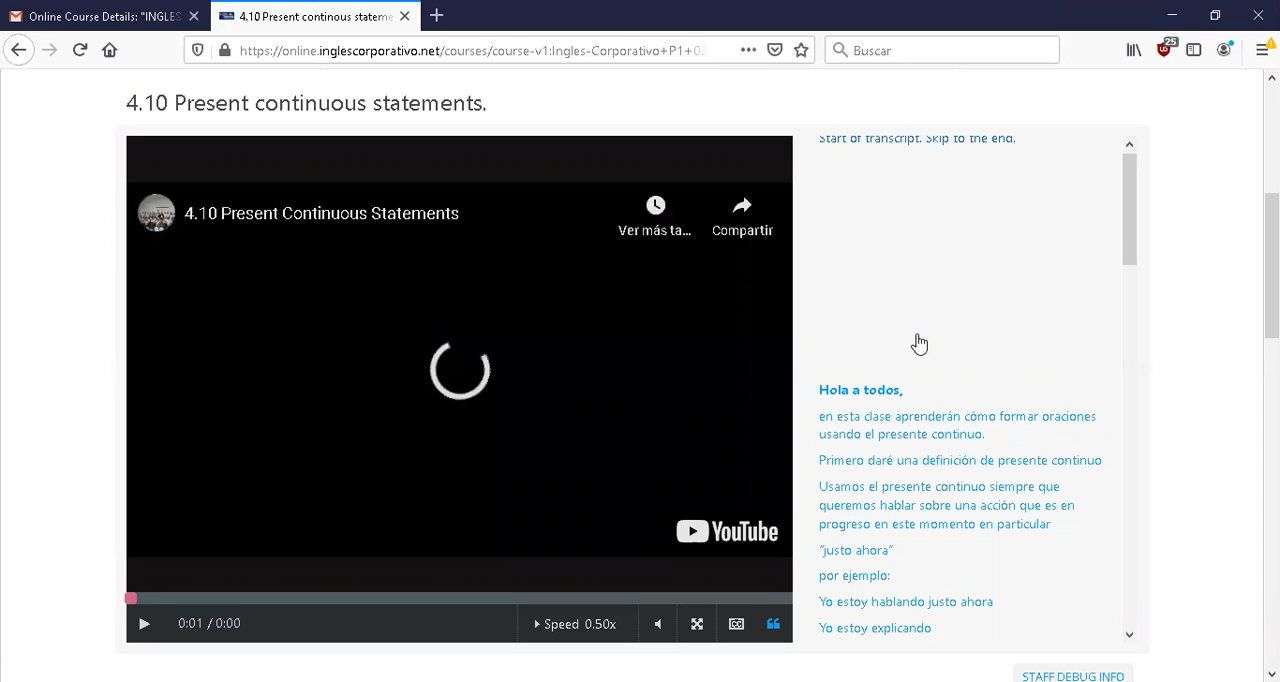 Online Course Details: "INGLES
4.10 Present continous stateme
https://online.inglescorporativo.net/courses/course-v1:Ingles-Corporativo+P1+03
Buscar
25
4.10 Present continuous statements.
4.10 Present Continuous Statements
Ver más ta...
Compartir
YouTube
0:01 / 0:00
Speed 0.50x
CC
Start of transcript. Skip to the end.
Hola a todos,
en esta clase aprenderán cómo formar oraciones
usando el presente continuo.
Primero daré una definición de presente continuo
Usamos el presente continuo siempre que
queremos hablar sobre una acción que es en
progreso en este momento en particular
“justo ahora”
por ejemplo:
Yo estoy hablando justo ahora
Yo estoy explicando
STAFF DEBUG INFO